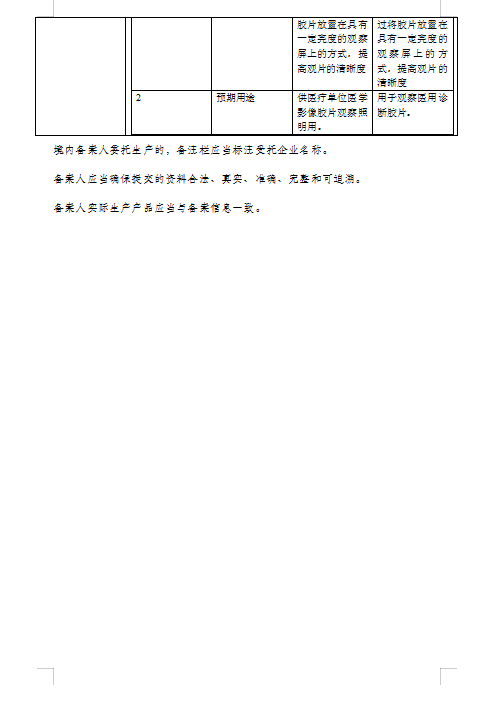 胶片放置在具有
一定亮度的观察
屏上的方式，提
高观片的清晰度
过将胶片放置在
具有一定亮度的
观察屏上的方
式，提高观片的
清晰度
2
预期用途
供医疗单位医学
影像胶片观察照
明用。
用于观察医用诊
断胶片。
境内备案人委托生产的，备注栏应当标注受托企业名称。
备案人应当确保提交的资料合法、真实、准确、完整和可追溯。
备案人实际生产产品应当与备案信息一致。